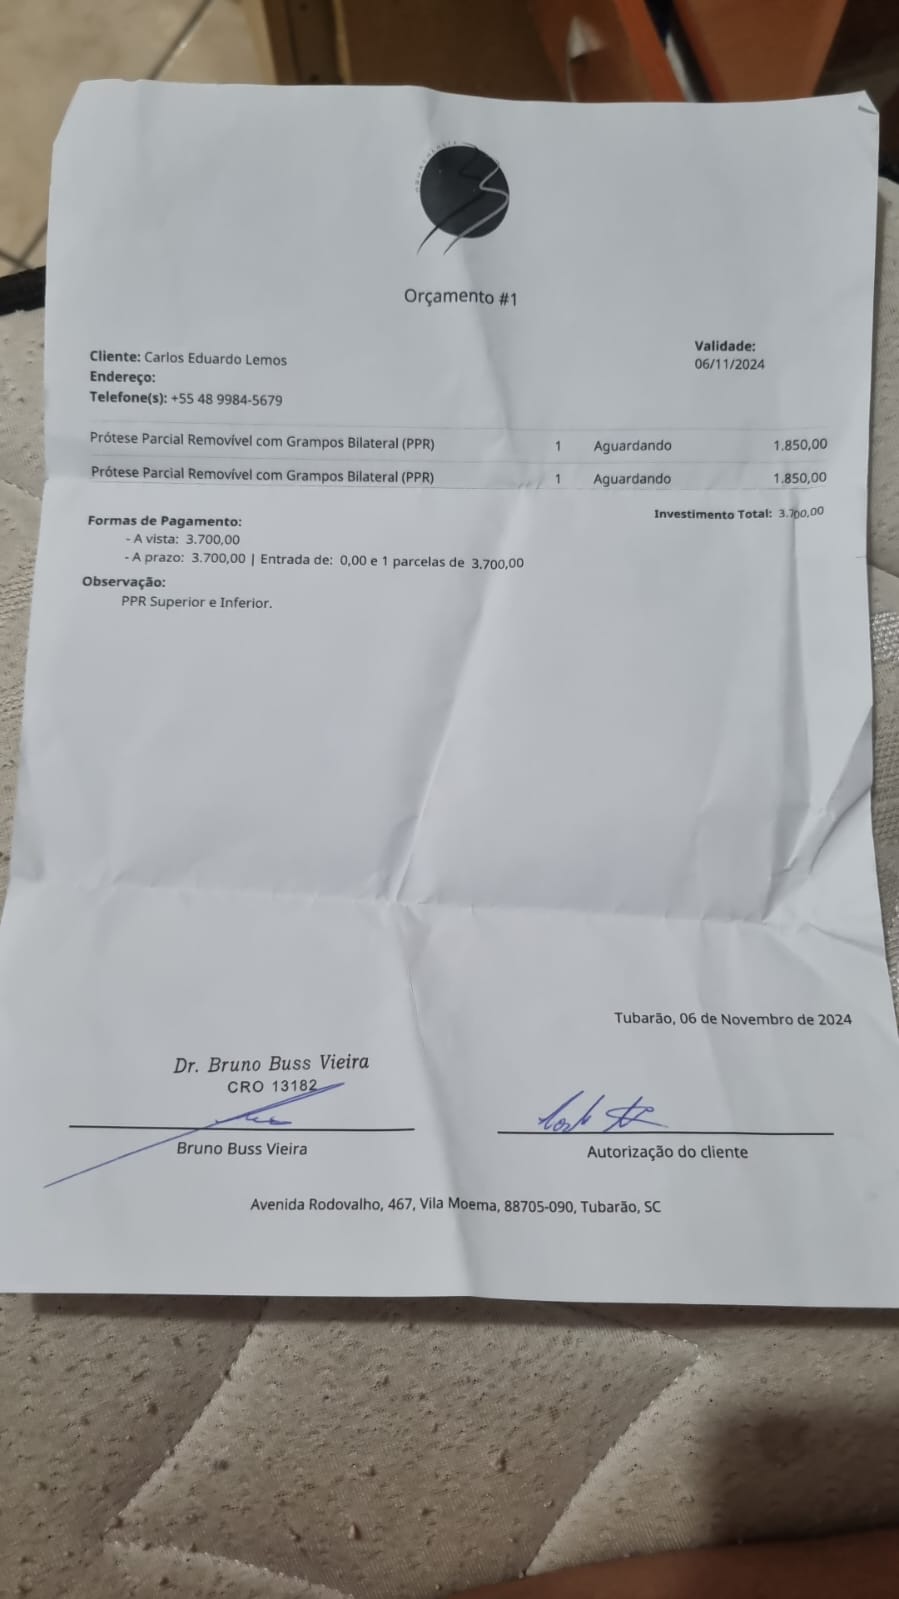 Orçamento #1
Cliente: Carlos Eduardo Lemos
Validade:
06/11/2024
Endereço:
Telefone(s): +55 48 9984-5679
Prótese Parcial Removível com Grampos Bilateral (PPR) 1 Aguardando 1.850,00
Prótese Parcial Removível com Grampos Bilateral (PPR) 1 Aguardando 1.850,00
Investimento Total: 3.700,00
Formas de Pagamento:
- A vista: 3.700,00
- A prazo: 3.700,00 | Entrada de: 0,00 e 1 parcelas de 3.700,00
Observação:
PPR Superior e Inferior.
Tubarão, 06 de Novembro de 2024
Dr. Bruno Buss Vieira
CRO 13182
Bruno Buss Vieira
Autorização do cliente
Avenida Rodovalho, 467, Vila Moema, 88705-090, Tubarão, SC